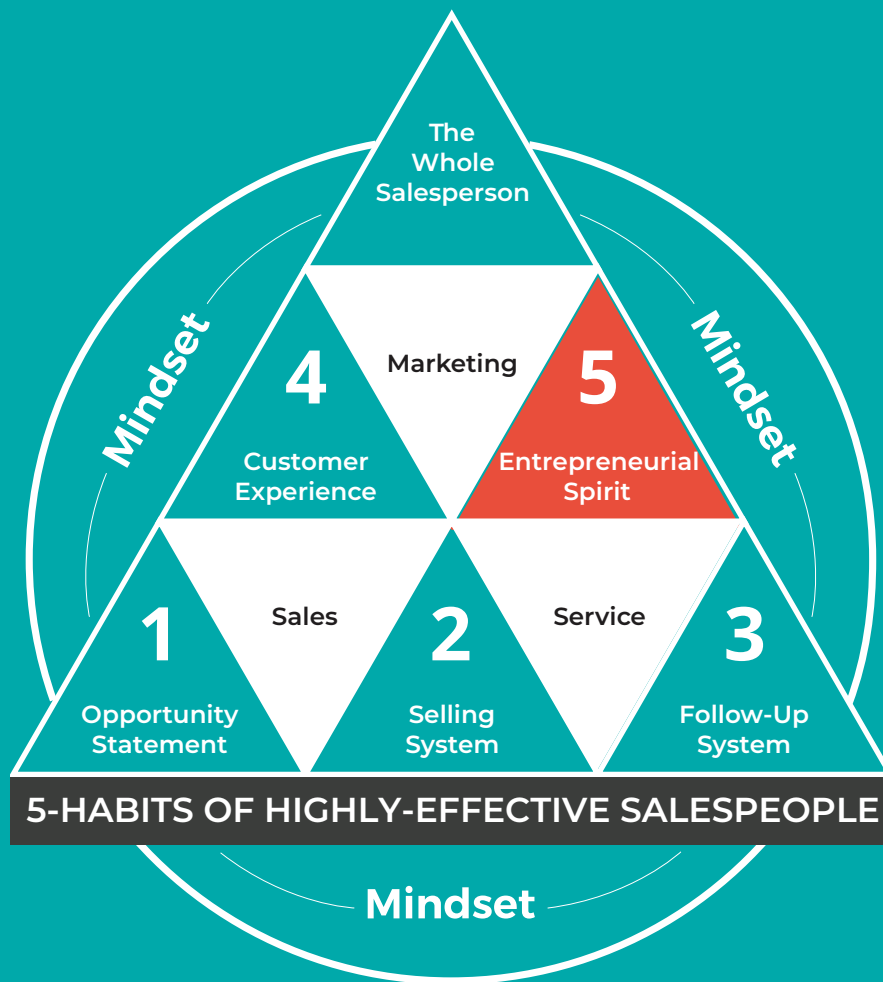 The
Whole
Salesperson
Mindset
Mindset
4
Marketing
5
Customer
Experience
Entrepreneurial
Spirit
1
Sales
2
Service
3
Opportunity
Statement
Selling
System
Follow-Up
System
5-HABITS OF HIGHLY-EFFECTIVE SALESPEOPLE
Mindset